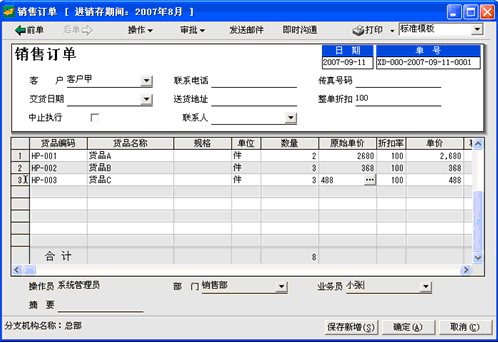 销售订单 [ 进销存期间: 2007年8月 ]
前单 后单 操作 审批 发送邮件 即时沟通 打印 标准模板
销售订单
日 期 单 号
2007-09-11 XD-000-2007-09-11-0001
客 户 客户甲 联系电话 传真号码
交货日期 送货地址 整单折扣 100
中止执行 联系人
货品编码 货品名称 规格 单位 数量 原始单价 折扣率 单价
1 HP-001 货品A 件 2 2680 100 2,680
2 HP-002 货品B 件 3 368 100 368
3 HP-003 货品C 件 3 488 ... 100 488
合 计 8
操作员 系统管理员 部 门 销售部 业务员 小张
摘 要
分支机构名称: 总部 保存新增(S) 确定(A) 取消(C)